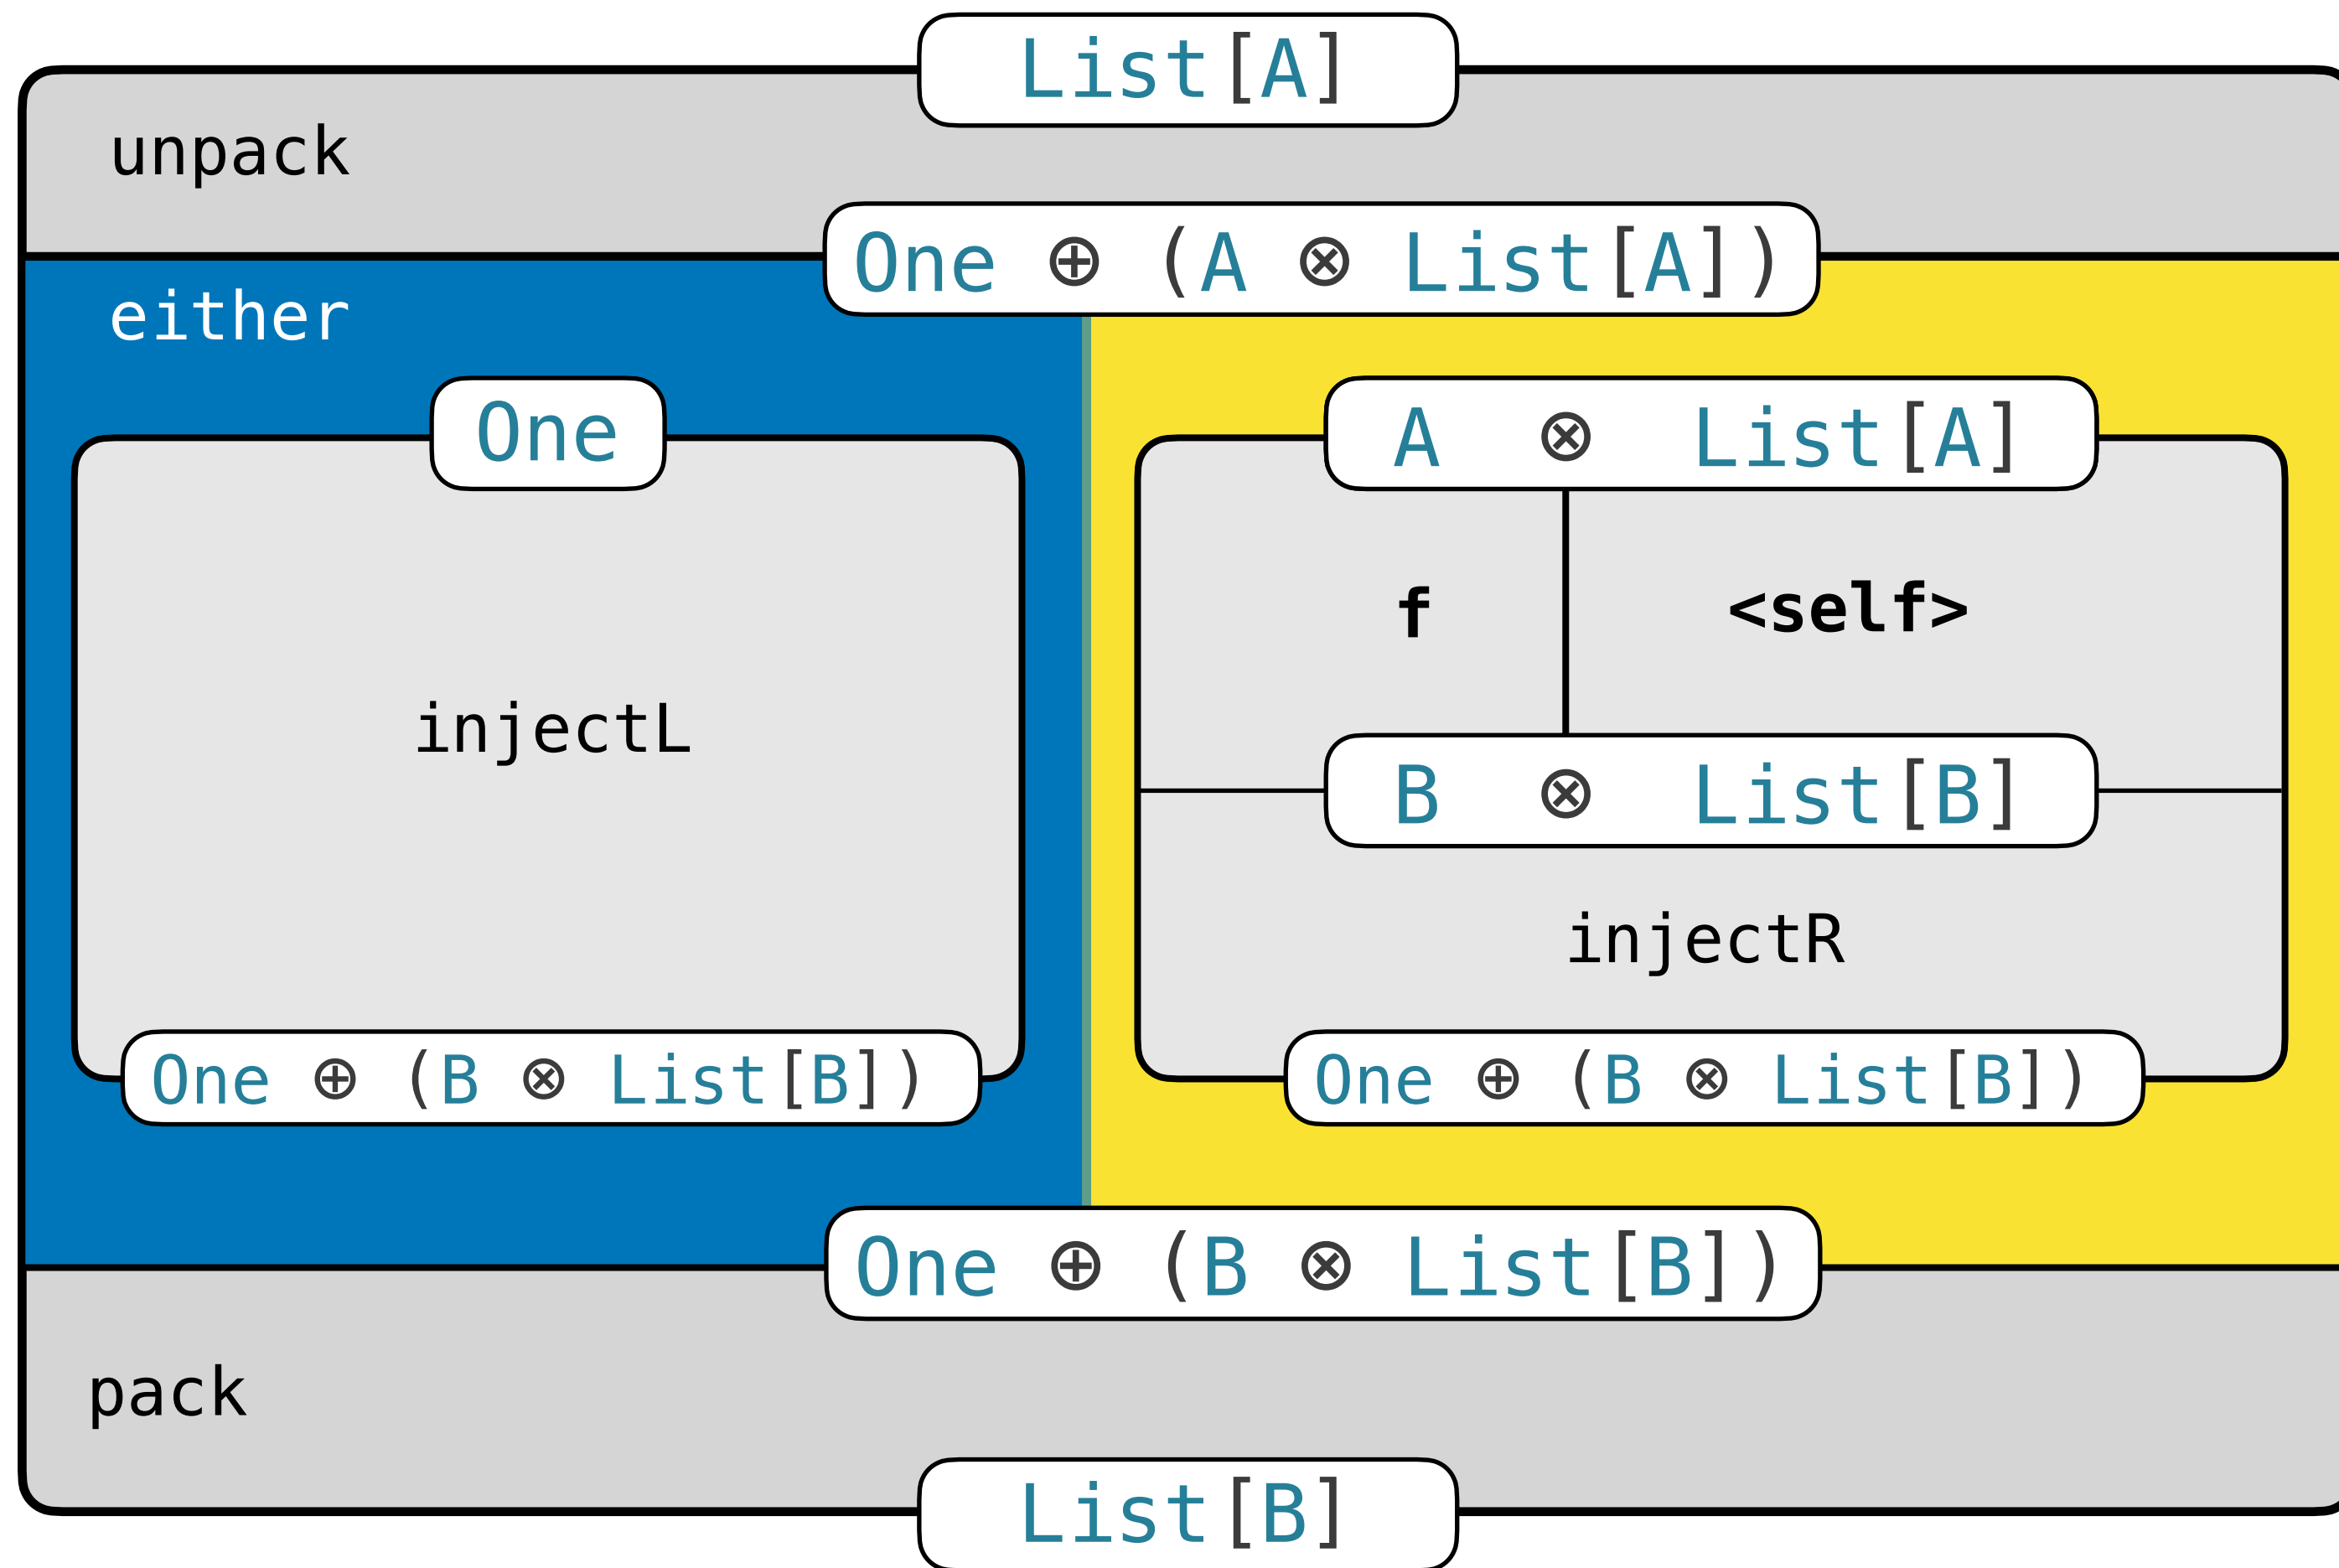 List[A]
unpack
One ⊕ (A ⊗ List[A])
either
One
A ⊗ List[A]
f
<self>
injectL
B ⊗ List[B]
injectR
One ⊕ (B ⊗ List[B])
One ⊕ (B ⊗ List[B])
One ⊕ (B ⊗ List[B])
pack
List[B]